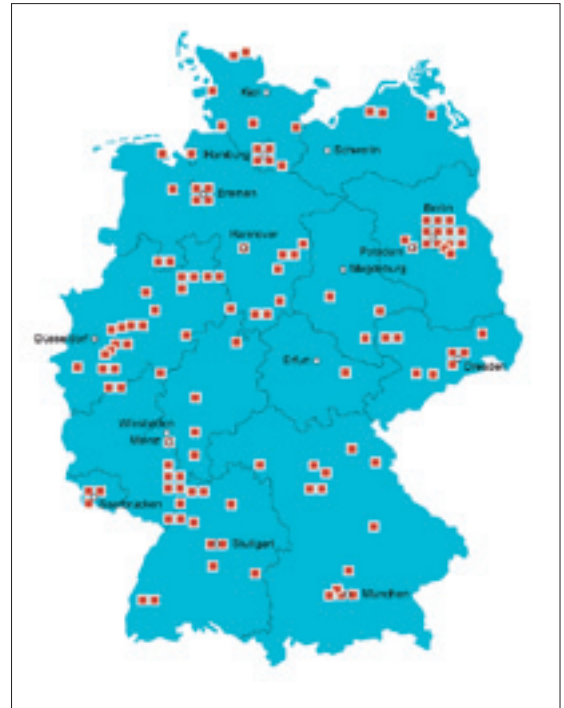 Kiel
Schwerin
Hamburg
Bremen
Berlin
Hannover
Potsdam
Magdeburg
Düsseldorf
Erfurt
Dresden
Wiesbaden
Mainz
Saarbrücken
Stuttgart
München